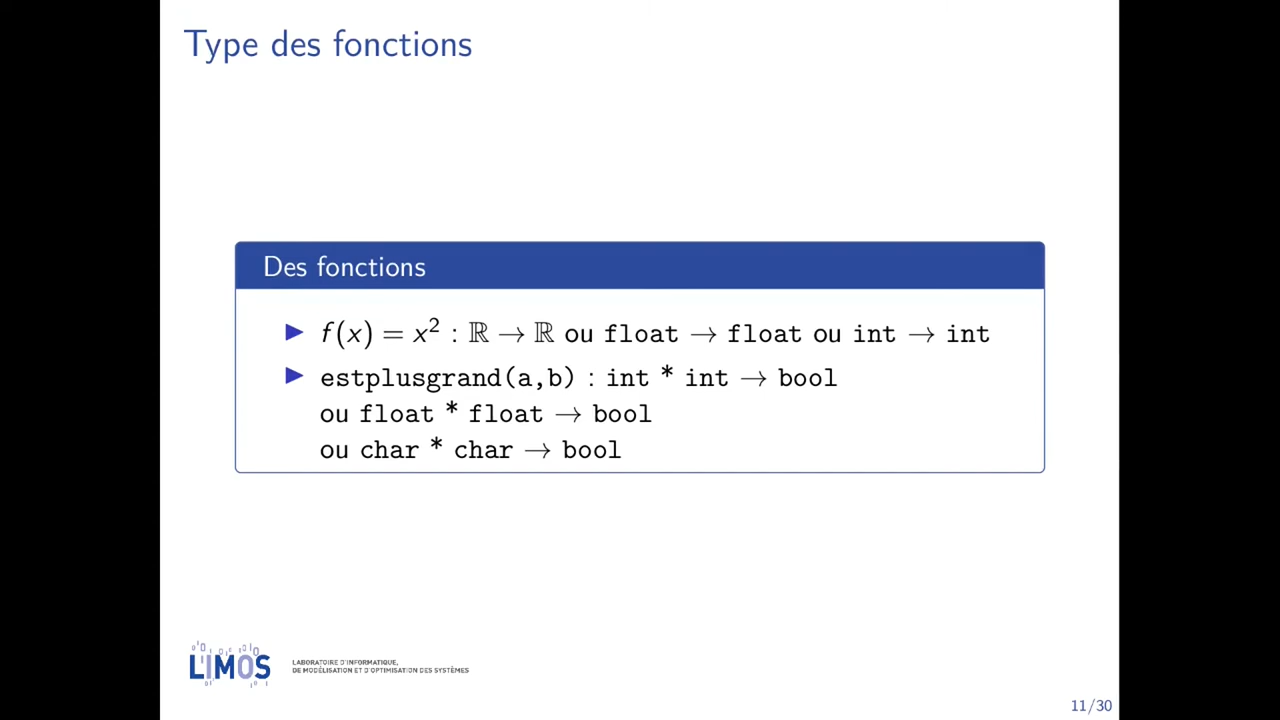 Type des fonctions
Des fonctions
▶ f(x) = x² : ℝ → ℝ ou float → float ou int → int
▶ estplusgrand(a,b) : int * int → bool
ou float * float → bool
ou char * char → bool
LIMOS
LABORATOIRE D'INFORMATIQUE,
DE MODÉLISATION ET D'OPTIMISATION DES SYSTÈMES
11/30